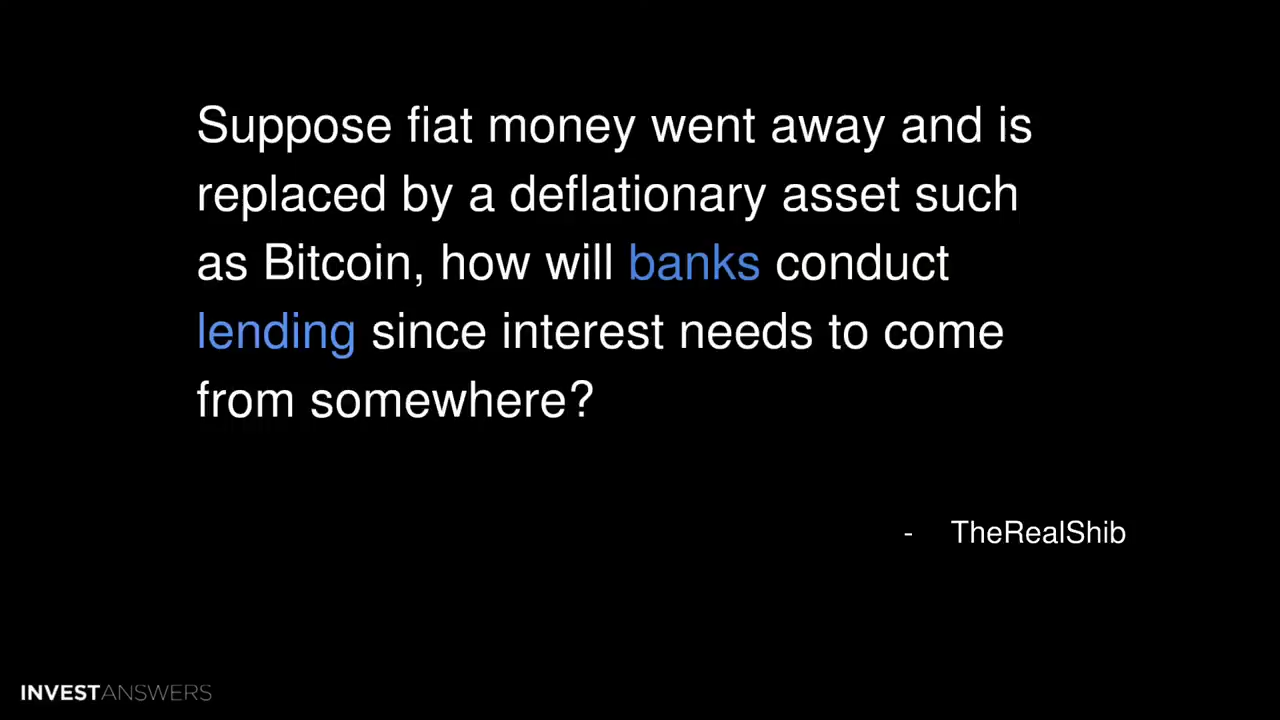 Suppose fiat money went away and is
replaced by a deflationary asset such
as Bitcoin, how will banks conduct
lending since interest needs to come
from somewhere?
- TheRealShib
INVESTANSWERS